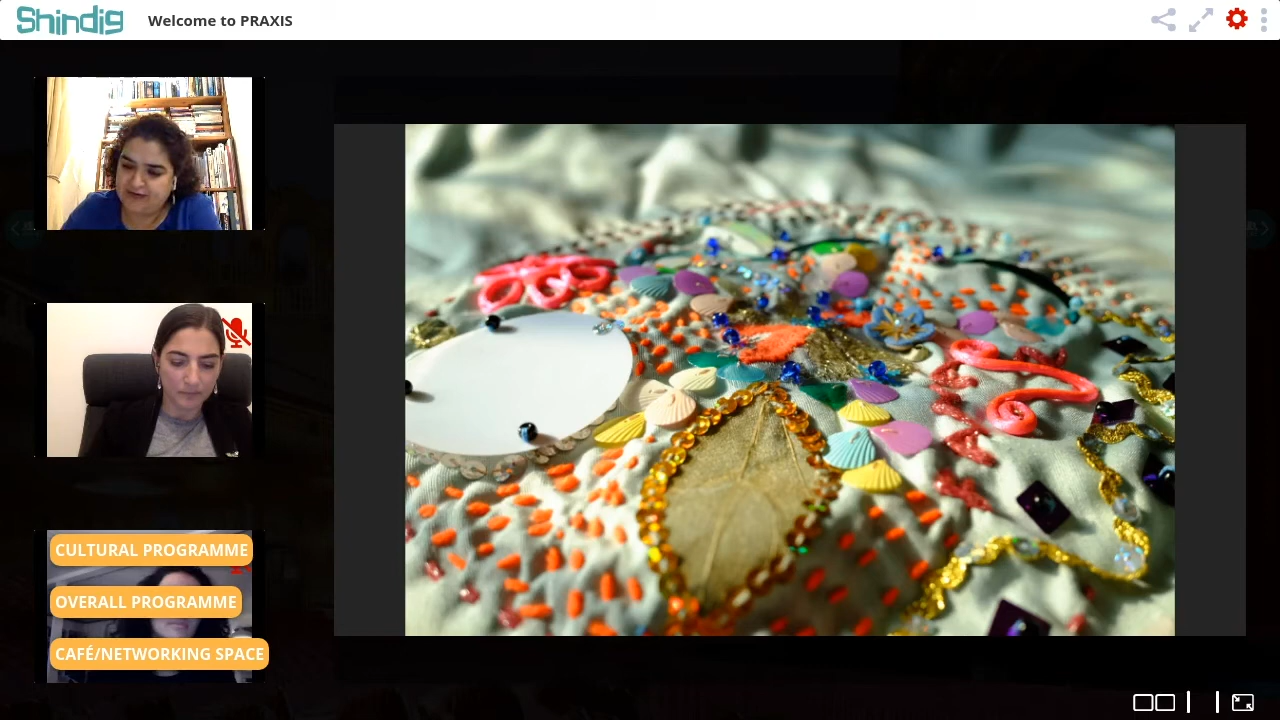 Shindig
Welcome to PRAXIS
CULTURAL PROGRAMME
OVERALL PROGRAMME
CAFÉ/NETWORKING SPACE